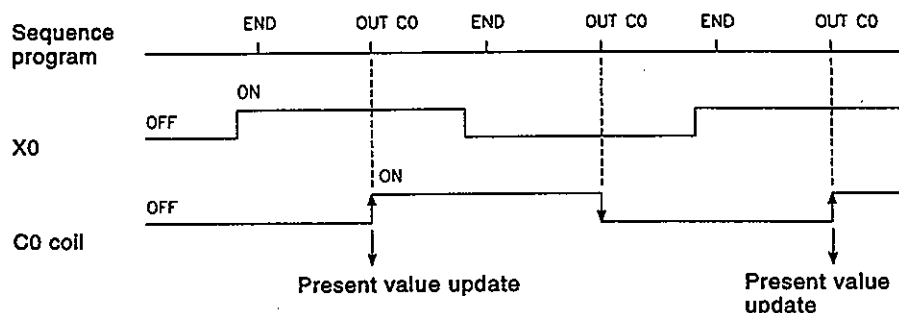 Sequence program
END OUT C0 END OUT C0 END OUT C0
ON
OFF
X0
ON
OFF
C0 coil
Present value update
Present value update